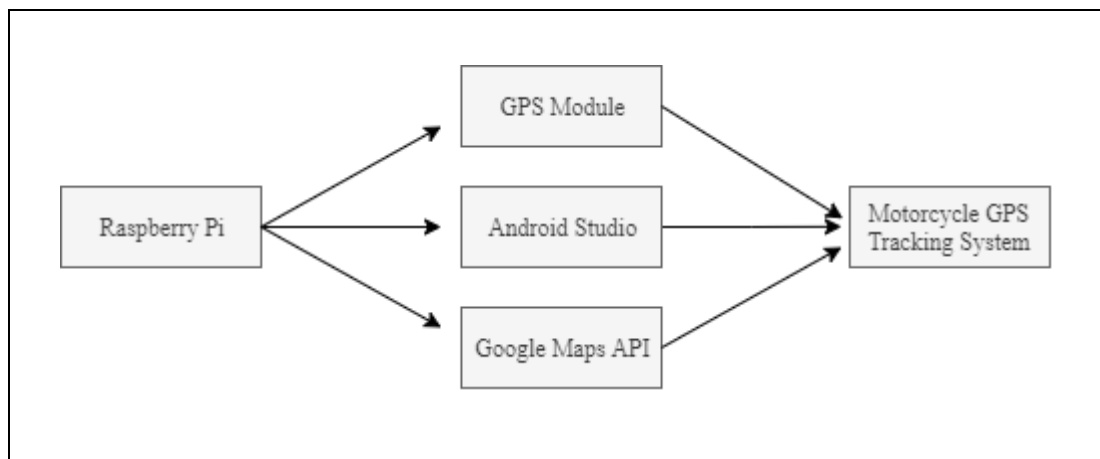 GPS Module
Raspberry Pi
Android Studio
Motorcycle GPS
Tracking System
Google Maps API